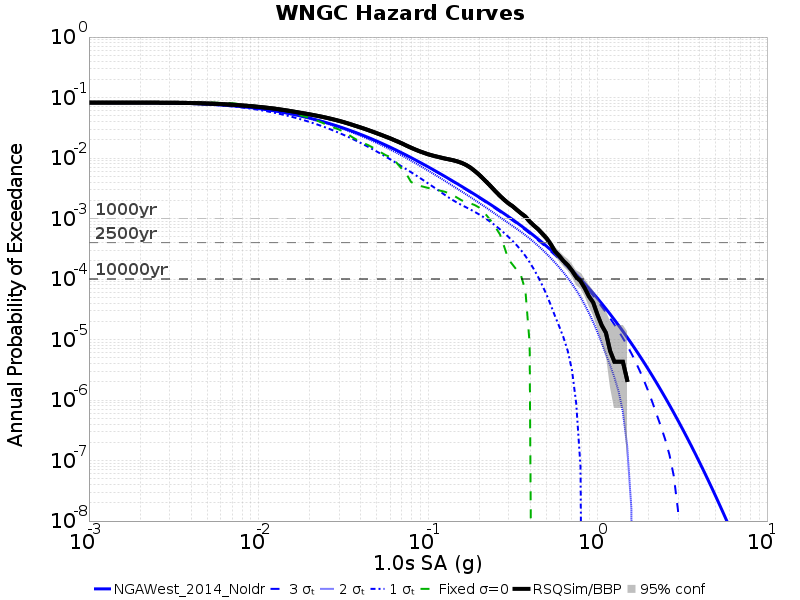 WNGC Hazard Curves
Annual Probability of Exceedance
10^0
10^-1
10^-2
10^-3
10^-4
10^-5
10^-6
10^-7
10^-8
1000yr
2500yr
10000yr
10^-3 10^-2 10^-1 10^0 10^1
1.0s SA (g)
NGAWest_2014_NoIdr 3 σₜ 2 σₜ 1 σₜ Fixed σ=0 RSQSim/BBP 95% conf